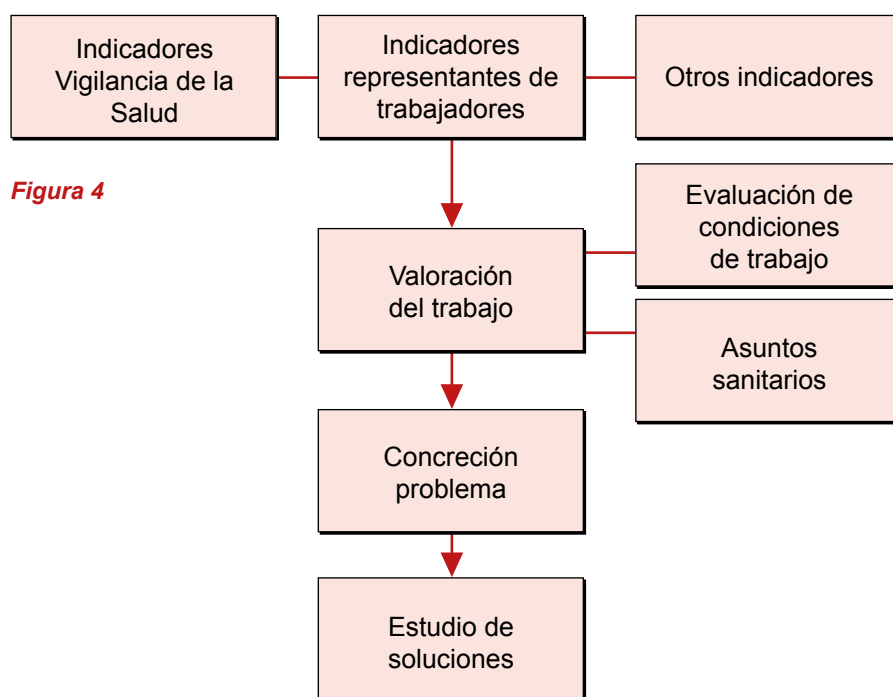 Indicadores
Vigilancia de la
Salud
Indicadores
representantes de
trabajadores
Otros indicadores
Figura 4
Evaluación de
condiciones
de trabajo
Valoración
del trabajo
Asuntos
sanitarios
Concreción
problema
Estudio de
soluciones